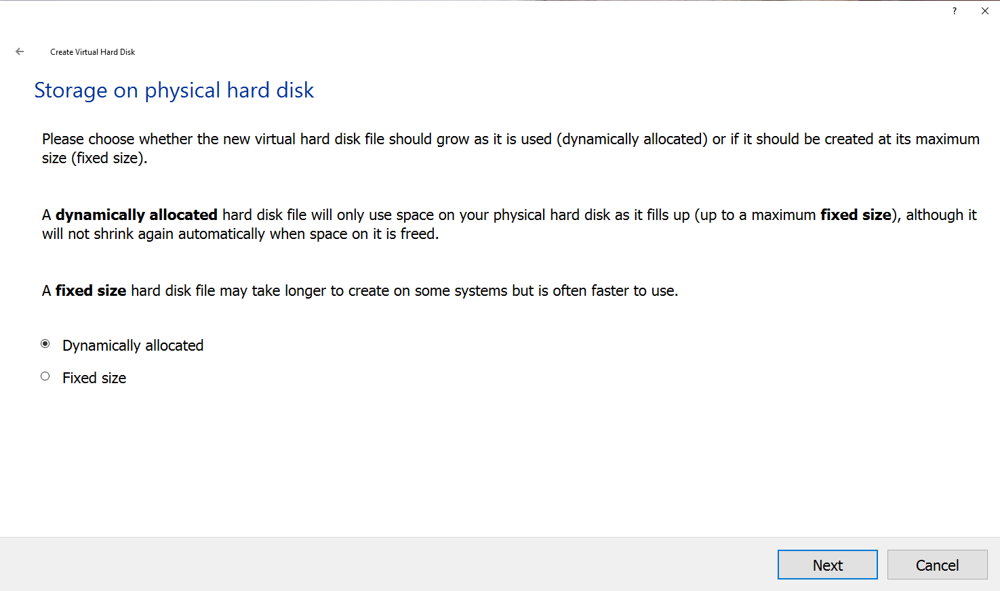 ?
Create Virtual Hard Disk
Storage on physical hard disk
Please choose whether the new virtual hard disk file should grow as it is used (dynamically allocated) or if it should be created at its maximum
size (fixed size).
A dynamically allocated hard disk file will only use space on your physical hard disk as it fills up (up to a maximum fixed size), although it
will not shrink again automatically when space on it is freed.
A fixed size hard disk file may take longer to create on some systems but is often faster to use.
Dynamically allocated
Fixed size
Next Cancel